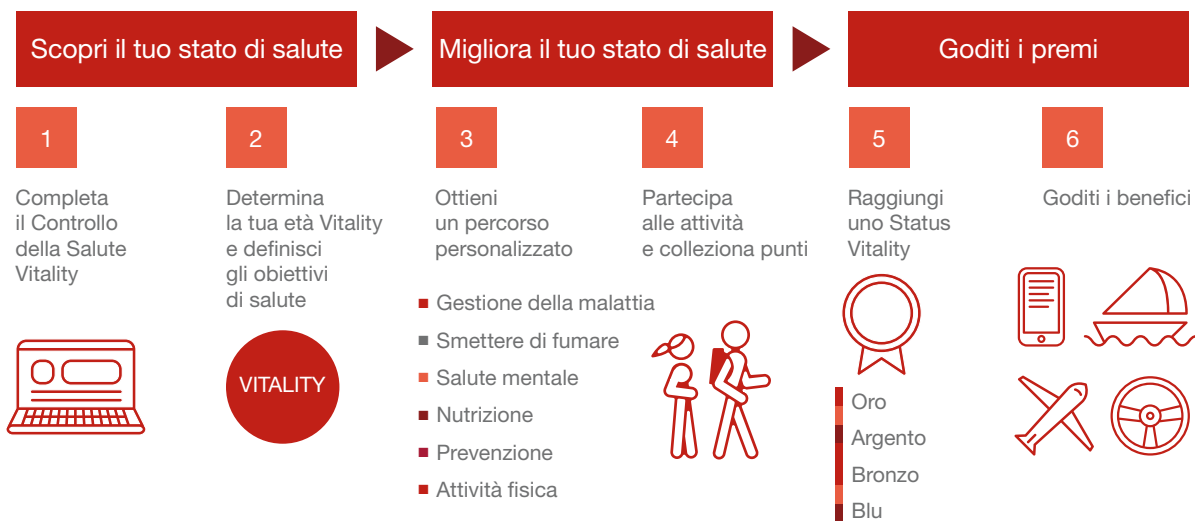 Scopri il tuo stato di salute
Migliora il tuo stato di salute
Goditi i premi
1
Completa
il Controllo
della Salute
Vitality
2
Determina
la tua età Vitality
e definisci
gli obiettivi
di salute
VITALITY
3
Ottieni
un percorso
personalizzato
Gestione della malattia
Smettere di fumare
Salute mentale
Nutrizione
Prevenzione
Attività fisica
4
Partecipa
alle attività
e colleziona punti
5
Raggiungi
uno Status
Vitality
Oro
Argento
Bronzo
Blu
6
Goditi i benefici